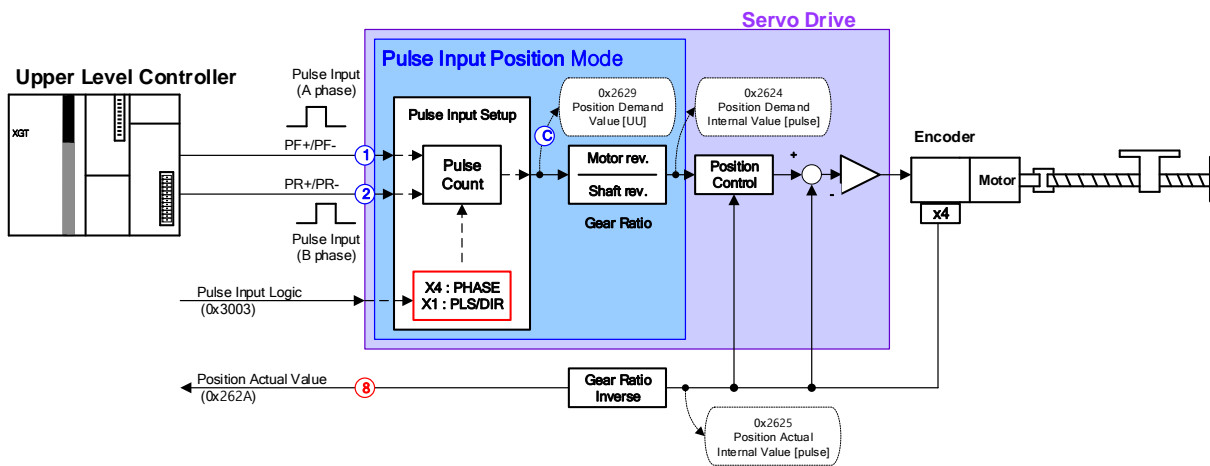 Servo Drive
Pulse Input Position Mode
Upper Level Controller
XGT
Pulse Input
(A phase)
PF+/PF-
1
PR+/PR-
2
Pulse Input
(B phase)
Pulse Input Setup
Pulse
Count
X4 : PHASE
X1 : PLS/DIR
Pulse Input Logic
(0x3003)
C
0x2629
Position Demand
Value [UU]
Motor rev.
Shaft rev.
Gear Ratio
0x2624
Position Demand
Internal Value [pulse]
Position
Control
+
-
Encoder
Motor
x4
Position Actual Value
(0x262A)
8
Gear Ratio
Inverse
0x2625
Position Actual
Internal Value [pulse]